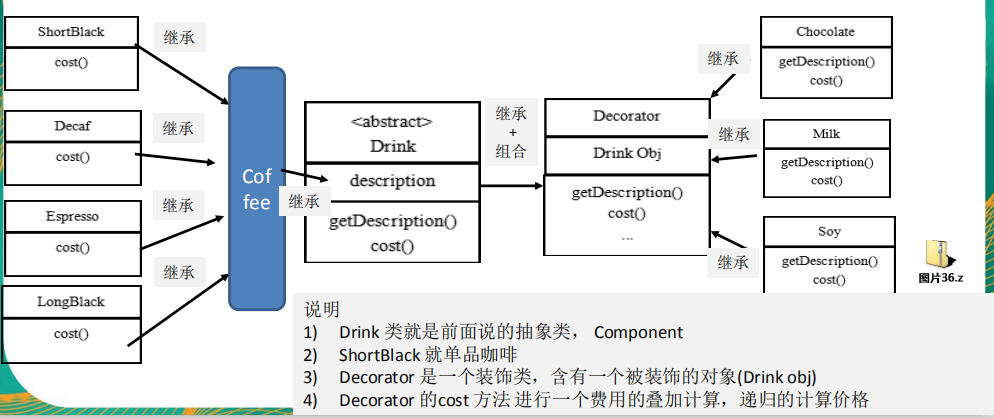 ShortBlack
cost()
继承
Decaf
cost()
继承
Espresso
cost()
继承
LongBlack
cost()
继承
Cof
fee
继承
<abstract>
Drink
description
getDescription()
cost()
继承
+
组合
Decorator
Drink Obj
getDescription()
cost()
...
继承
Chocolate
getDescription()
cost()
继承
Milk
getDescription()
cost()
继承
Soy
getDescription()
cost()
图片36.z
说明
1) Drink 类就是前面说的抽象类， Component
2) ShortBlack 就单品咖啡
3) Decorator 是一个装饰类，含有一个被装饰的对象(Drink obj)
4) Decorator 的cost 方法 进行一个费用的叠加计算，递归的计算价格